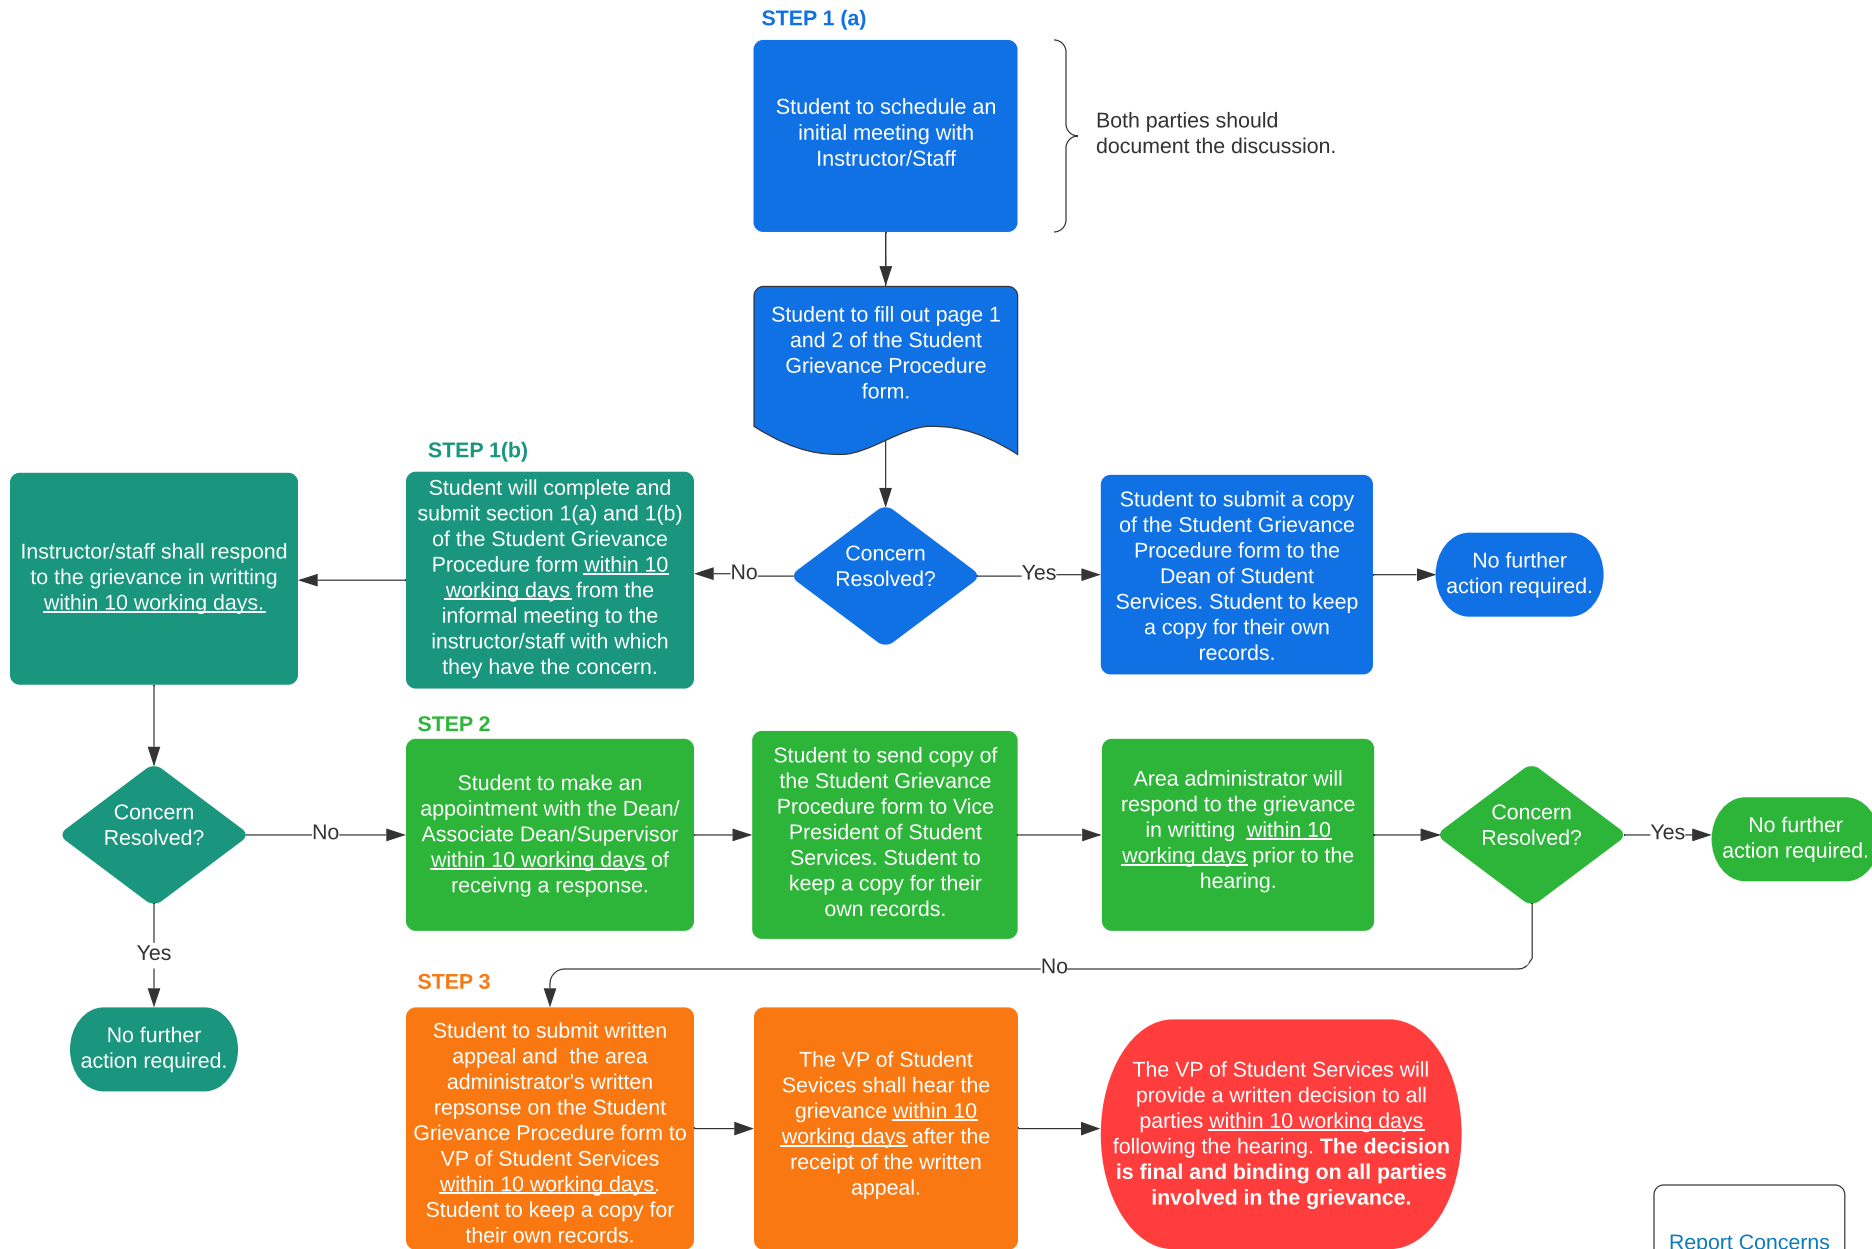 STEP 1 (a)
Student to schedule an
initial meeting with
Instructor/Staff
Both parties should
document the discussion.
Student to fill out page 1
and 2 of the Student
Grievance Procedure
form.
Concern
Resolved?
Yes
Student to submit a copy
of the Student Grievance
Procedure form to the
Dean of Student
Services. Student to keep
a copy for their own
records.
No further
action required.
No
STEP 1(b)
Student will complete and
submit section 1(a) and 1(b)
of the Student Grievance
Procedure form within 10
working days from the
informal meeting to the
instructor/staff with which
they have the concern.
Instructor/staff shall respond
to the grievance in writting
within 10 working days.
Concern
Resolved?
Yes
No further
action required.
No
STEP 2
Student to make an
appointment with the Dean/
Associate Dean/Supervisor
within 10 working days of
receivng a response.
Student to send copy of
the Student Grievance
Procedure form to Vice
President of Student
Services. Student to
keep a copy for their
own records.
Area administrator will
respond to the grievance
in writting  within 10
working days prior to the
hearing.
Concern
Resolved?
Yes
No further
action required.
No
STEP 3
Student to submit written
appeal and  the area
administrator's written
repsonse on the Student
Grievance Procedure form to
VP of Student Services
within 10 working days.
Student to keep a copy for
their own records.
The VP of Student
Sevices shall hear the
grievance within 10
working days after the
receipt of the written
appeal.
The VP of Student Services will
provide a written decision to all
parties within 10 working days
following the hearing. The decision
is final and binding on all parties
involved in the grievance.
Report Concerns